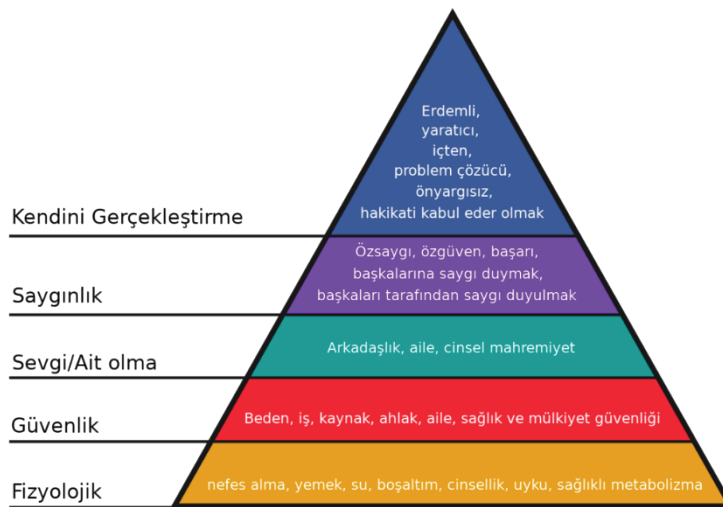 Erdemli,
yaratıcı,
içten,
problem çözücü,
önyargısız,
hakikati kabul eder olmak
Kendini Gerçekleştirme
Özsaygı, özgüven, başarı,
başkalarına saygı duymak,
başkaları tarafından saygı duyulmak
Saygınlık
Arkadaşlık, aile, cinsel mahremiyet
Sevgi/Ait olma
Beden, iş, kaynak, ahlak, aile, sağlık ve mülkiyet güvenliği
Güvenlik
nefes alma, yemek, su, boşaltım, cinsellik, uyku, sağlıklı metabolizma
Fizyolojik